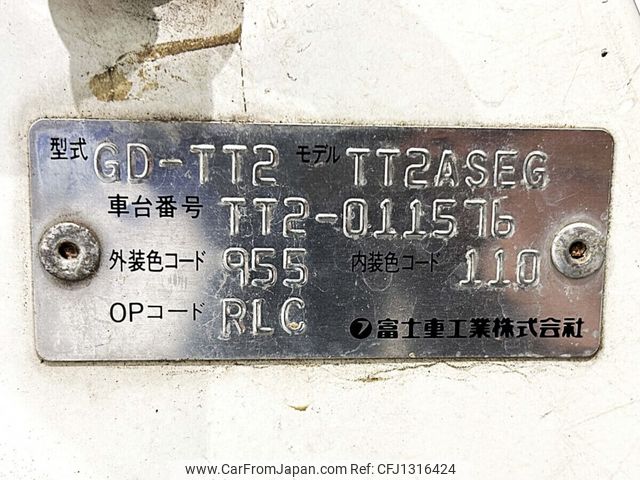 型式 GD-TT2 モデル TT2ASEG
車台番号 TT2-011576
外装色コード 955 内装色コード 110
OPコード RLC 富士重工業株式会社
www.CarFromJapan.com © CarFromJapan.com CFJ1316424